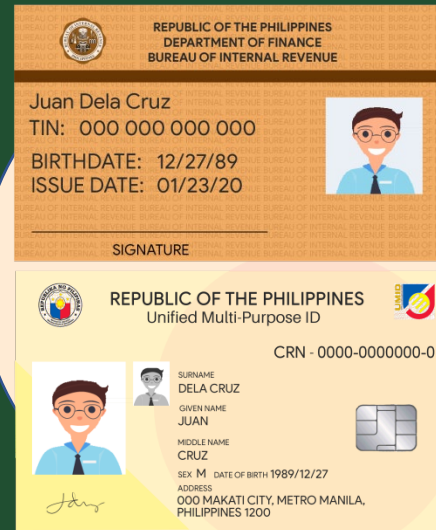 REPUBLIC OF THE PHILIPPINES
DEPARTMENT OF FINANCE
BUREAU OF INTERNAL REVENUE
Juan Dela Cruz
TIN: 000 000 000 000
BIRTHDATE: 12/27/89
ISSUE DATE: 01/23/20
SIGNATURE
REPUBLIC OF THE PHILIPPINES
Unified Multi-Purpose ID
UMID
CRN - 0000-0000000-0
SURNAME
DELA CRUZ
GIVEN NAME
JUAN
MIDDLE NAME
CRUZ
SEX M DATE OF BIRTH 1989/12/27
ADDRESS
000 MAKATI CITY, METRO MANILA,
PHILIPPINES 1200